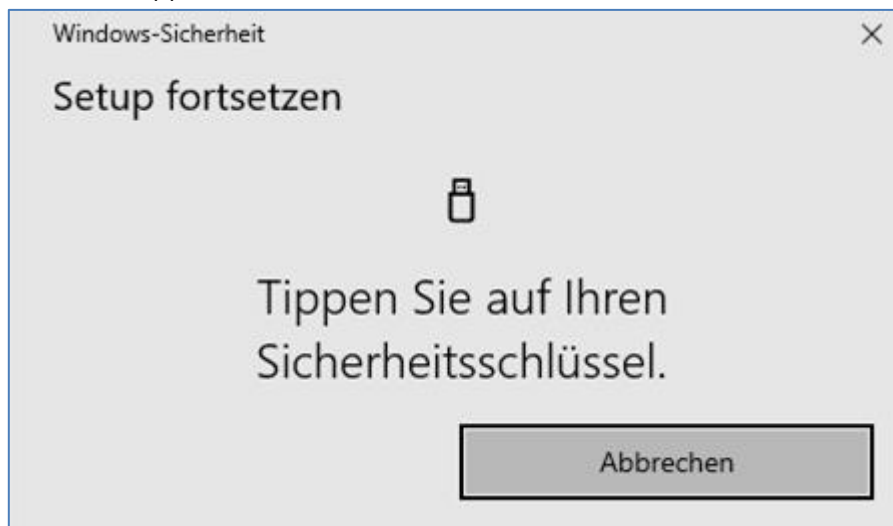 Windows-Sicherheit
Setup fortsetzen
Tippen Sie auf Ihren
Sicherheitsschlüssel.
Abbrechen